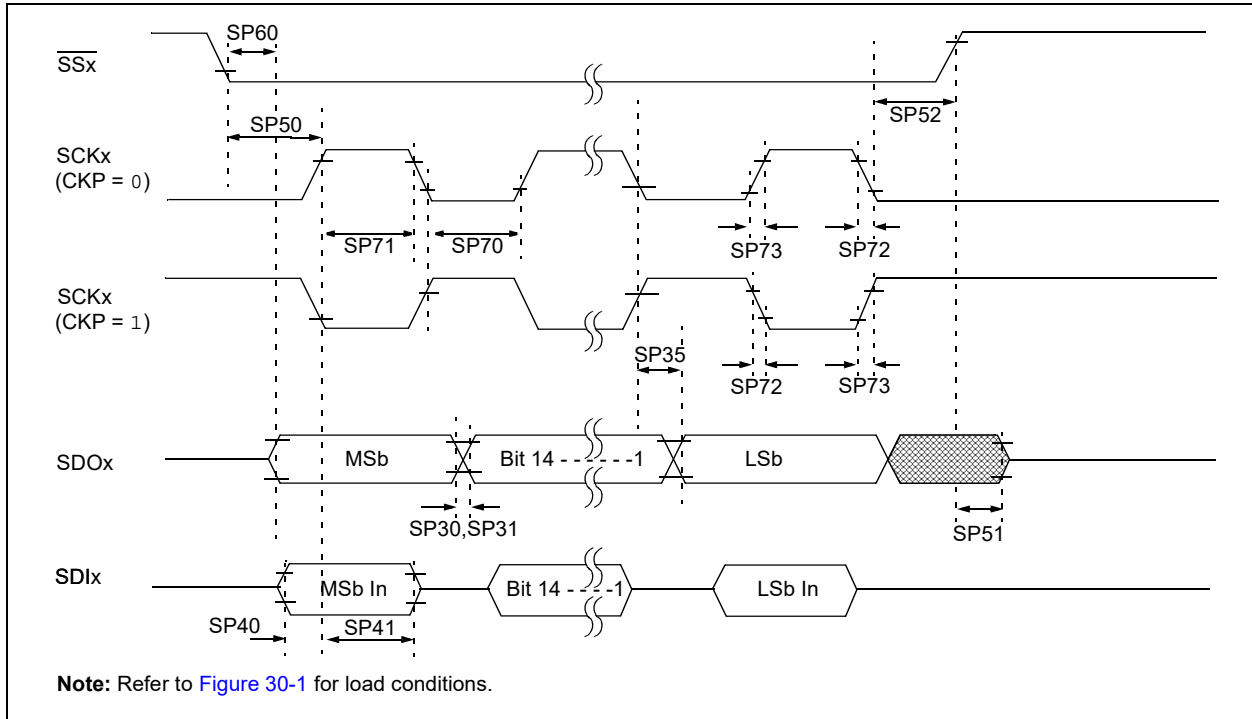 SP60
SSx
SP50
SP52
SCKx
(CKP = 0)
SP71
SP70
SP73
SP72
SCKx
(CKP = 1)
SP35
SP72
SP73
SDOx
MSb
Bit 14 - - - - - -1
LSb
SP30,SP31
SP51
SDIx
MSb In
Bit 14 - - - -1
LSb In
SP40
SP41
Note: Refer to Figure 30-1 for load conditions.